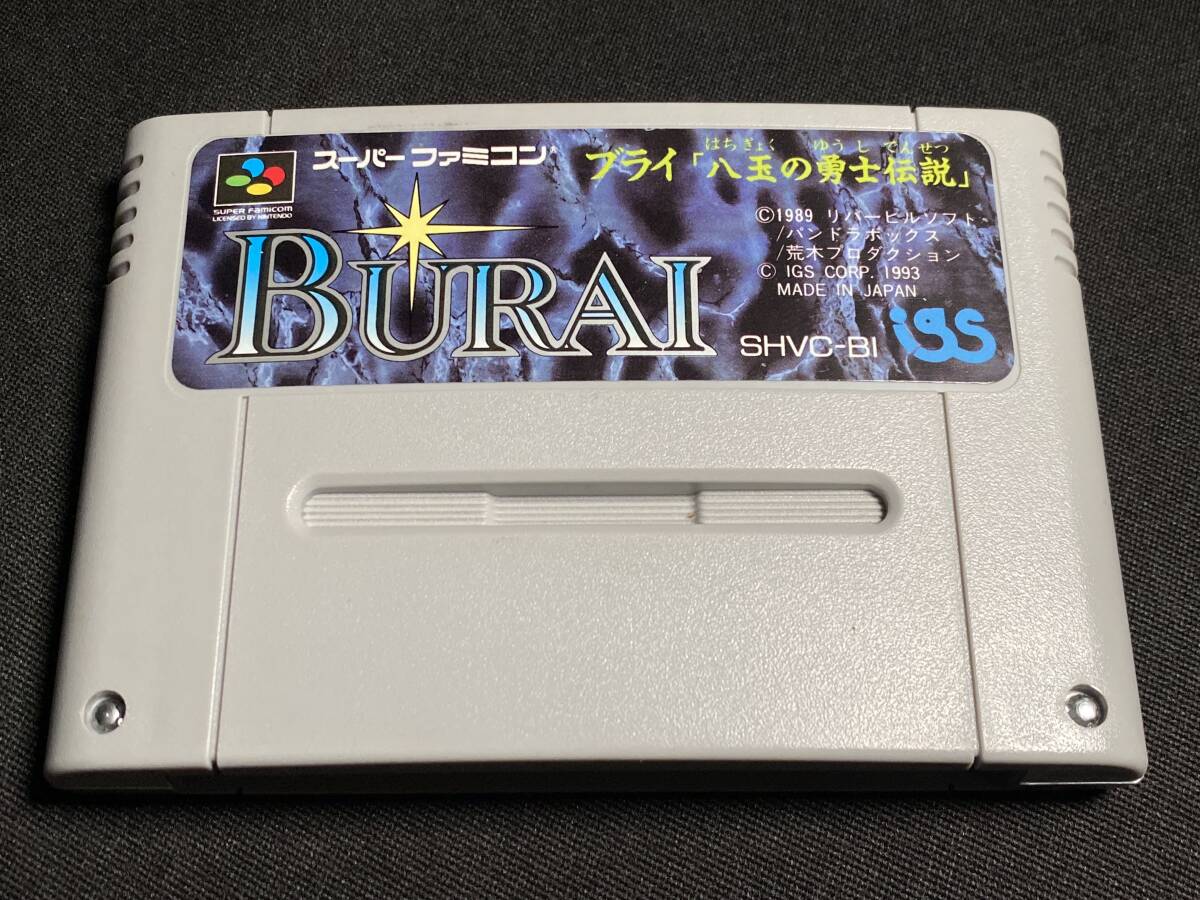 スーパーファミコン
SUPER FAMICOM
LICENSED BY NINTENDO
はちぎょく ゆうし でんせつ
ブライ「八玉の勇士伝説」
BURAI
©1989 リバーヒルソフト
/パンドラボックス
/荒木プロダクション
© IGS CORP. 1993
MADE IN JAPAN
SHVC-BI
igs